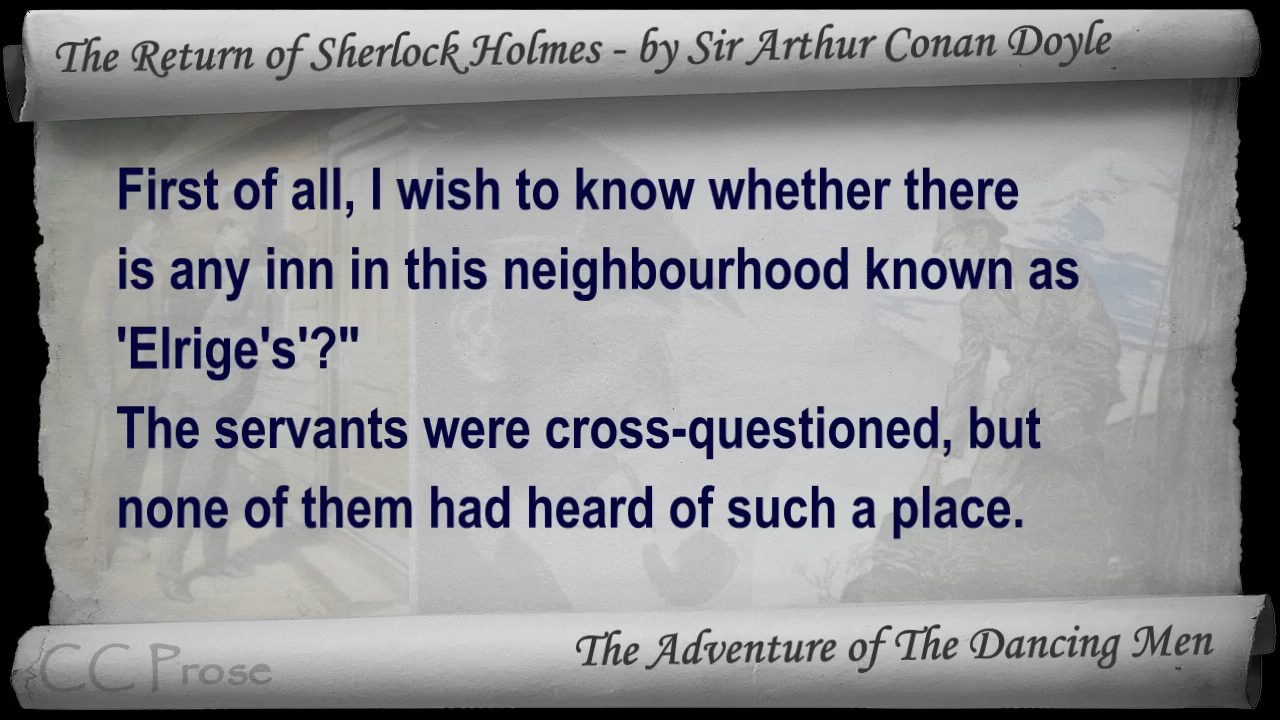 The Return of Sherlock Holmes - by Sir Arthur Conan Doyle
First of all, I wish to know whether there
is any inn in this neighbourhood known as
'Elrige's'?"
The servants were cross-questioned, but
none of them had heard of such a place.
The Adventure of The Dancing Men
CC Prose